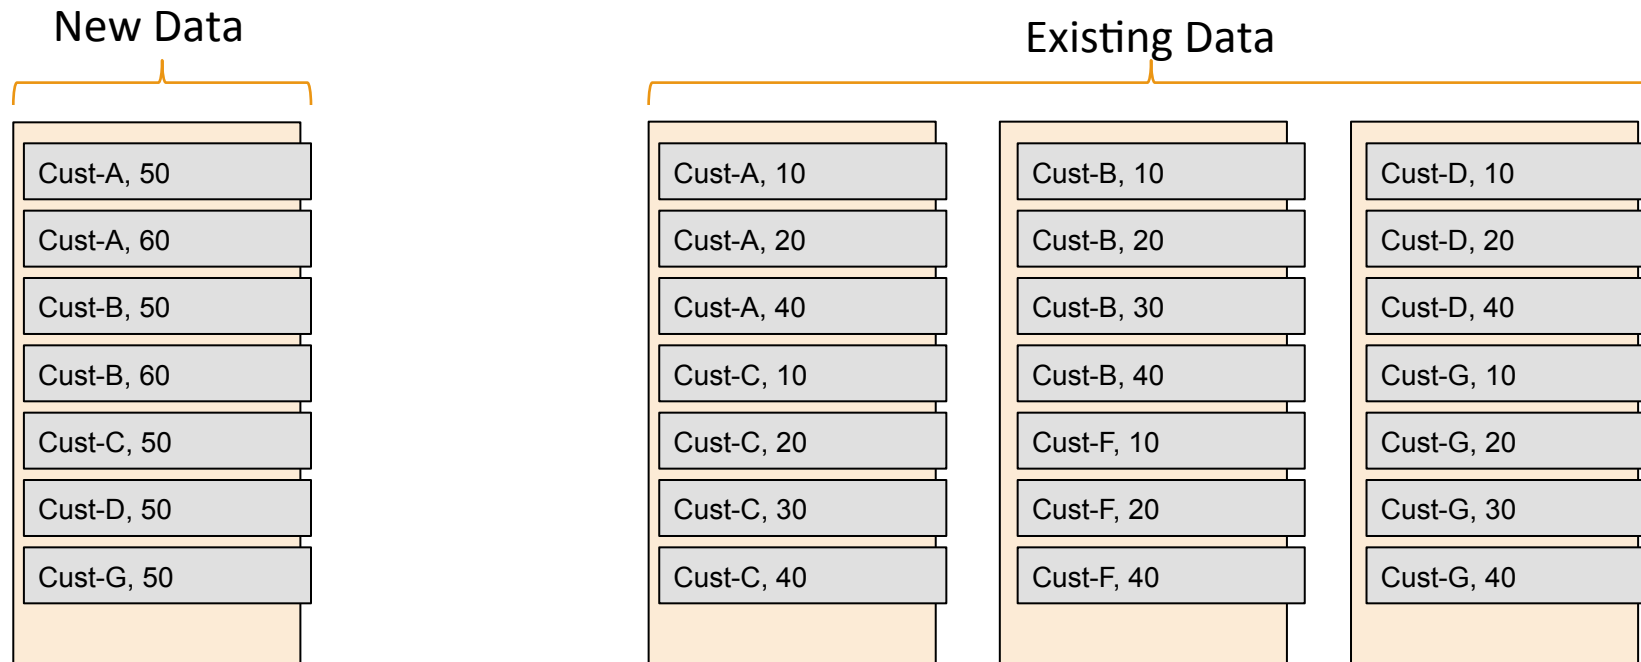 New Data
Existing Data
Cust-A, 50
Cust-A, 60
Cust-B, 50
Cust-B, 60
Cust-C, 50
Cust-D, 50
Cust-G, 50
Cust-A, 10
Cust-A, 20
Cust-A, 40
Cust-C, 10
Cust-C, 20
Cust-C, 30
Cust-C, 40
Cust-B, 10
Cust-B, 20
Cust-B, 30
Cust-B, 40
Cust-F, 10
Cust-F, 20
Cust-F, 40
Cust-D, 10
Cust-D, 20
Cust-D, 40
Cust-G, 10
Cust-G, 20
Cust-G, 30
Cust-G, 40